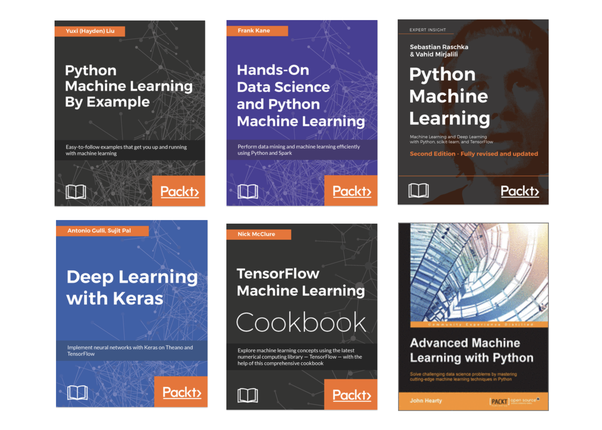 Yuxi (Hayden) Liu
Python
Machine Learning
By Example
Easy-to-follow examples that get you up and running
with machine learning
Packt>
Frank Kane
Hands-On
Data Science
and Python
Machine Learning
Perform data mining and machine learning efficiently
using Python and Spark
Packt>
EXPERT INSIGHT
Sebastian Raschka
& Vahid Mirjalili
Python
Machine
Learning
Machine Learning and Deep Learning
with Python, scikit-learn, and TensorFlow
Second Edition - Fully revised and updated
Packt>
Antonio Gulli, Sujit Pal
Deep Learning
with Keras
Implement neural networks with Keras on Theano and
TensorFlow
Packt>
Nick McClure
TensorFlow
Machine Learning
Cookbook
Explore machine learning concepts using the latest
numerical computing library — TensorFlow — with the
help of this comprehensive cookbook
Packt>
Community Experience Distilled
Advanced Machine
Learning with Python
Solve challenging data science problems by mastering
cutting-edge machine learning techniques in Python
John Hearty
PACKT
open source